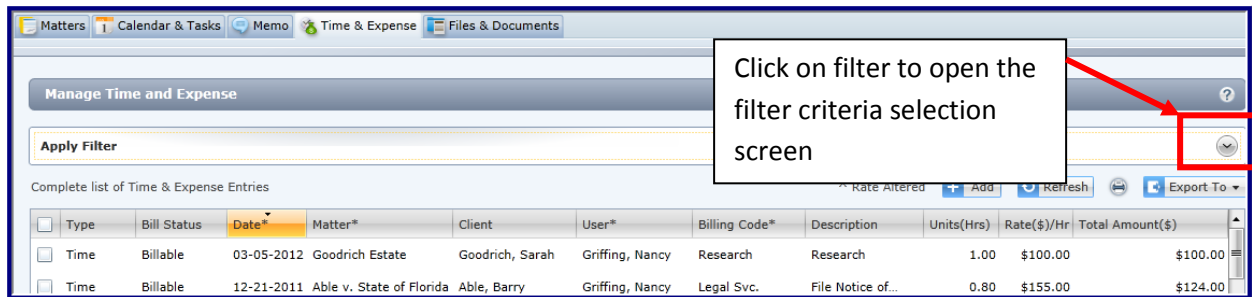 Matters Calendar & Tasks Memo Time & Expense Files & Documents
Click on filter to open the
filter criteria selection
screen
Manage Time and Expense ?
Apply Filter
Complete list of Time & Expense Entries ^ Rate Altered Add Refresh Export To
Type Bill Status Date* Matter* Client User* Billing Code* Description Units(Hrs) Rate($)/Hr Total Amount($)
Time Billable 03-05-2012 Goodrich Estate Goodrich, Sarah Griffing, Nancy Research Research 1.00 $100.00 $100.00
Time Billable 12-21-2011 Able v. State of Florida Able, Barry Griffing, Nancy Legal Svc. File Notice of... 0.80 $155.00 $124.00